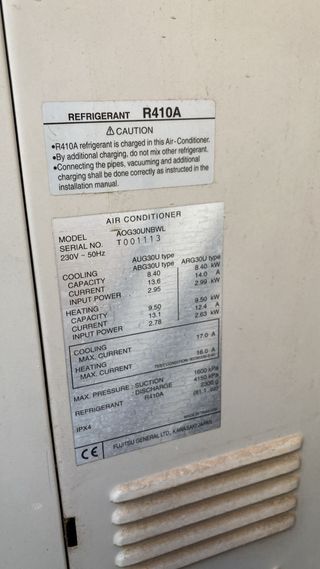 REFRIGERANT R410A
⚠ CAUTION
•R410A refrigerant is charged in this Air-Conditioner.
•By additional charging, do not mix other refrigerant.
•Connecting the pipes, vacuuming and additional
charging shall be done correctly as instructed in the
installation manual.
AIR CONDITIONER
MODEL AOG30UNBWL
SERIAL NO. T001113
230V ~ 50Hz
AUG30U type ARG30U type
ABG30U type
COOLING
CAPACITY 8.40 8.40 kW
CURRENT 13.6 14.0 A
INPUT POWER 2.95 2.99 kW
HEATING
CAPACITY 9.50 9.50 kW
CURRENT 13.1 12.4 A
INPUT POWER 2.78 2.63 kW
COOLING
MAX. CURRENT 17.0 A
HEATING
MAX. CURRENT 16.0 A
MAX. PRESSURE : SUCTION 1600 kPa
DISCHARGE 4150 kPa
REFRIGERANT R410A 2300 g
IPX4
CE FUJITSU GENERAL LTD., KAWASAKI JAPAN